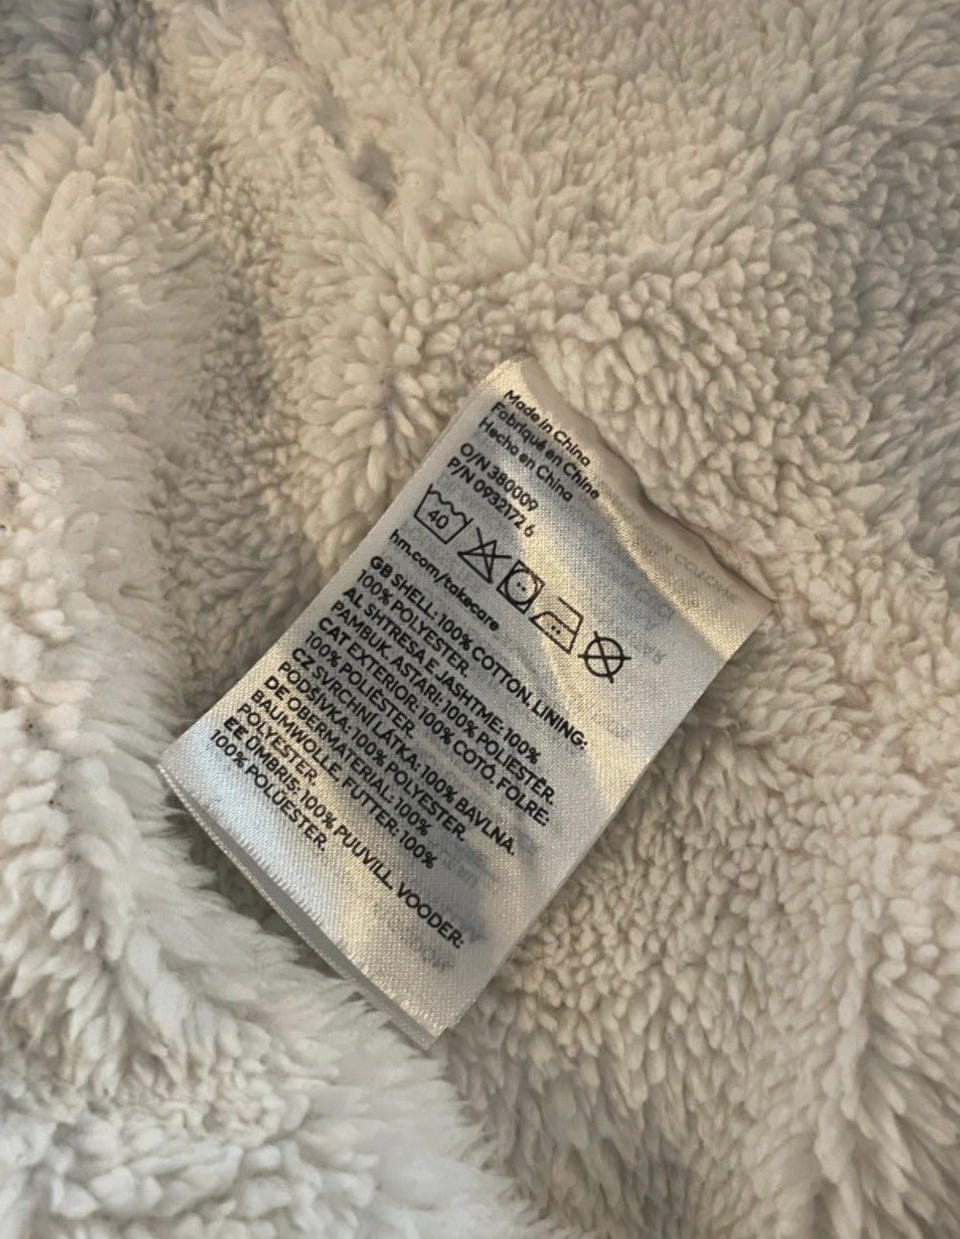 Made in China
Fabriqué en Chine
Hecho en China
O/N 380009
P/N 0932172 6
40
hm.com/takecare
GB SHELL: 100% COTTON. LINING:
100% POLYESTER.
AL SHTRESA E JASHTME: 100%
PAMBUK. ASTARI: 100% POLIESTËR.
CAT EXTERIOR: 100% COTÓ. FOLRE:
100% POLIÈSTER.
CZ SVRCHNÍ LÁTKA: 100% BAVLNA.
PODŠÍVKA: 100% POLYESTER.
DE OBERMATERIAL: 100%
BAUMWOLLE. FUTTER: 100%
POLYESTER.
EE ÜMBRIS: 100% PUUVILL. VOODER:
100% POLÜESTER.